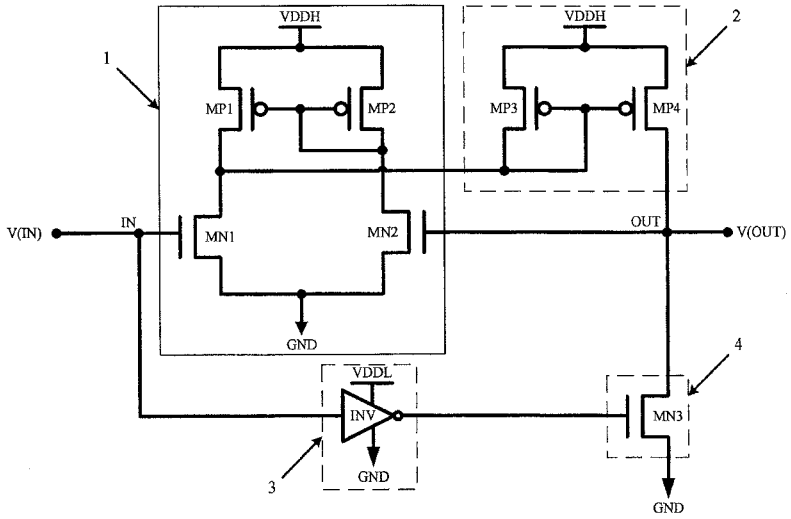 VDDH
VDDH
1
2
MP1
MP2
MP3
MP4
V(IN)
IN
MN1
MN2
OUT
V(OUT)
GND
VDDL
INV
GND
3
4
MN3
GND